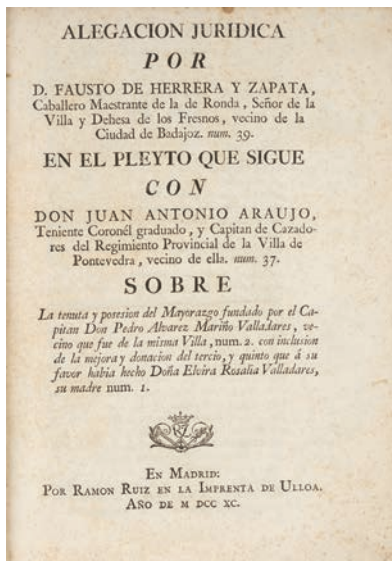 ALEGACION JURIDICA
POR
D. FAUSTO DE HERRERA Y ZAPATA,
Caballero Maestrante de la de Ronda, Señor de la
Villa y Dehesa de los Fresnos, vecino de la
Ciudad de Badajoz. num. 39.
EN EL PLEYTO QUE SIGUE
CON
DON JUAN ANTONIO ARAUJO,
Teniente Coronél graduado, y Capitan de Cazado-
res del Regimiento Provincial de la Villa de
Pontevedra, vecino de ella. num. 37.
SOBRE
La tenuta y posesion del Mayorazgo fundado por el Ca-
pitan Don Pedro Alvarez Mariño Valladares, ve-
cino que fue de la misma Villa, num. 2. con inclusion
de la mejora y donacion del tercio, y quinto que á su
favor habia hecho Doña Elvira Rosalia Valladares,
su madre num. 1.
EN MADRID:
POR RAMON RUIZ EN LA IMPRENTA DE ULLOA.
AÑO DE M DCC XC.